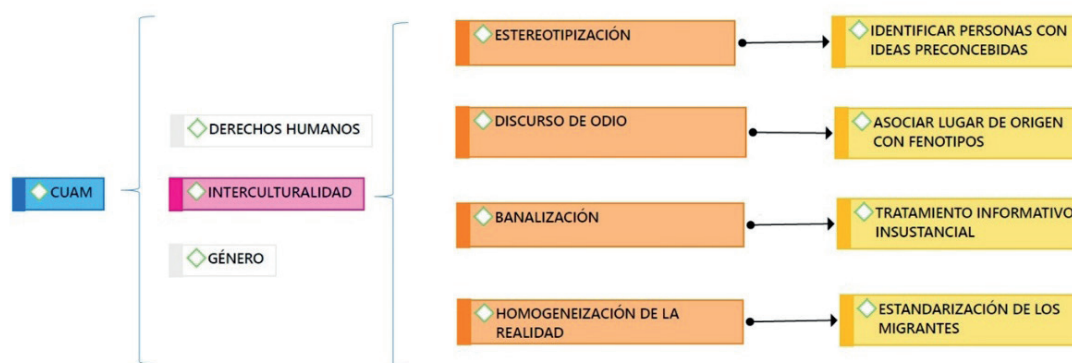 CUAM
DERECHOS HUMANOS
INTERCULTURALIDAD
GÉNERO
ESTEREOTIPIZACIÓN
IDENTIFICAR PERSONAS CON
IDEAS PRECONCEBIDAS
DISCURSO DE ODIO
ASOCIAR LUGAR DE ORIGEN
CON FENOTIPOS
BANALIZACIÓN
TRATAMIENTO INFORMATIVO
INSUSTANCIAL
HOMOGENEIZACIÓN DE LA
REALIDAD
ESTANDARIZACIÓN DE LOS
MIGRANTES